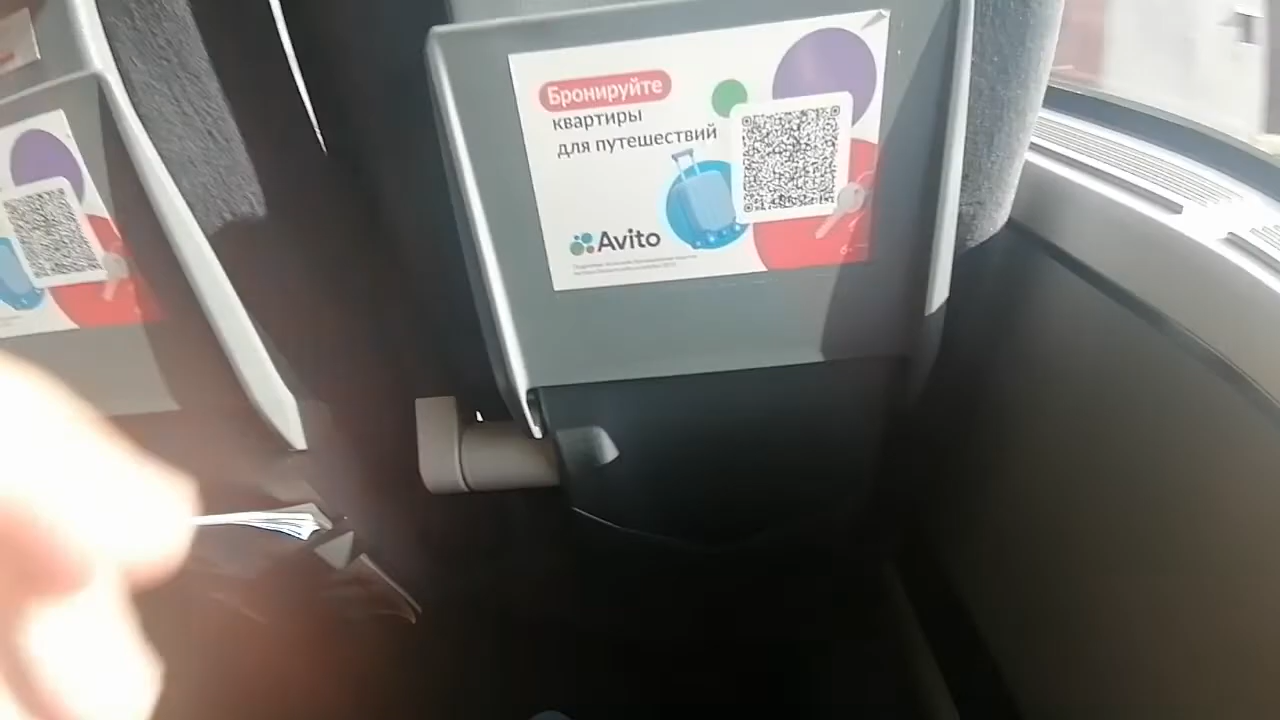 Бронируйте
квартиры
для путешествий
Avito